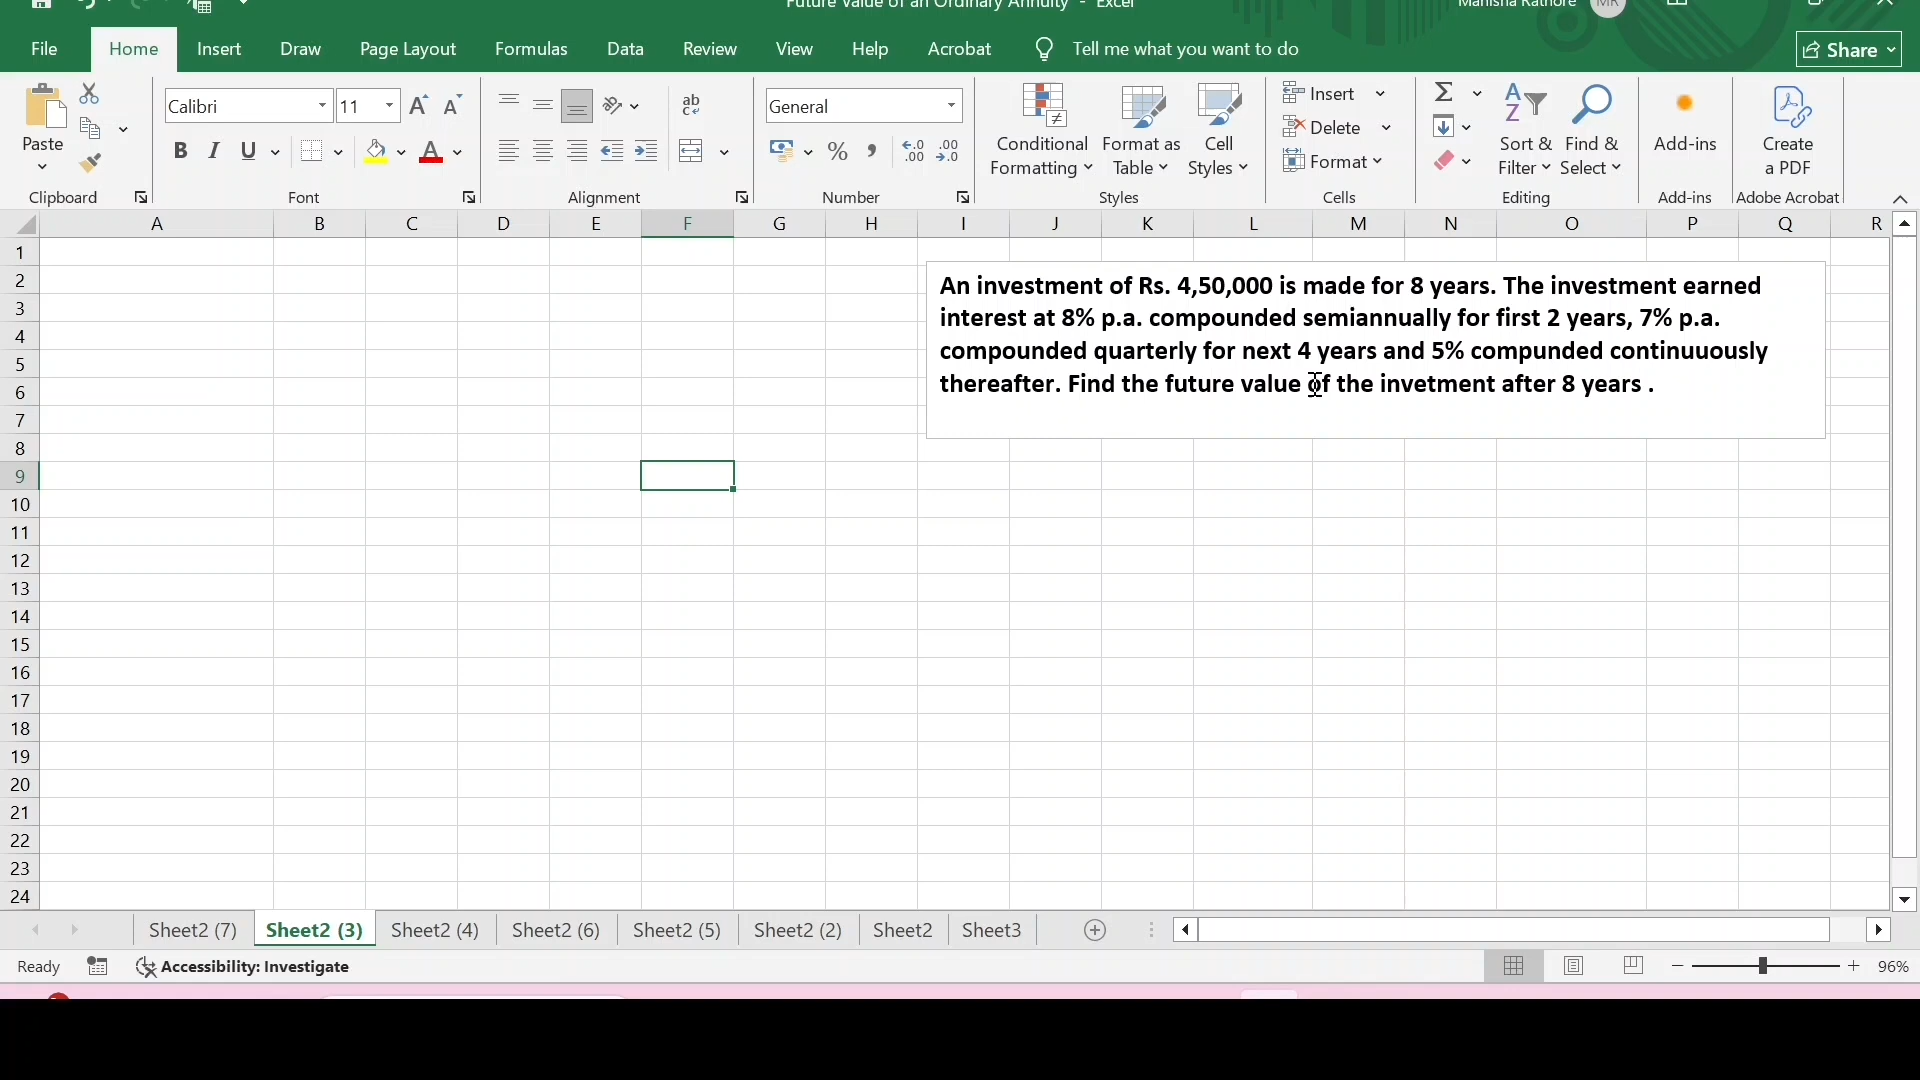 Future Value of an Ordinary Annuity - Excel
Manisha Rathore MR
File Home Insert Draw Page Layout Formulas Data Review View Help Acrobat Tell me what you want to do Share
Paste
Calibri 11
General
Conditional Formatting
Format as Table
Cell Styles
Insert
Delete
Format
Sort & Filter
Find & Select
Add-ins
Create a PDF
Clipboard Font Alignment Number Styles Cells Editing Add-ins Adobe Acrobat
A B C D E F G H I J K L M N O P Q R
1
2
3
4
5
6
7
8
9
10
11
12
13
14
15
16
17
18
19
20
21
22
23
24
An investment of Rs. 4,50,000 is made for 8 years. The investment earned
interest at 8% p.a. compounded semiannually for first 2 years, 7% p.a.
compounded quarterly for next 4 years and 5% compunded continuuously
thereafter. Find the future value of the invetment after 8 years .
Sheet2 (7) Sheet2 (3) Sheet2 (4) Sheet2 (6) Sheet2 (5) Sheet2 (2) Sheet2 Sheet3
Ready Accessibility: Investigate 96%